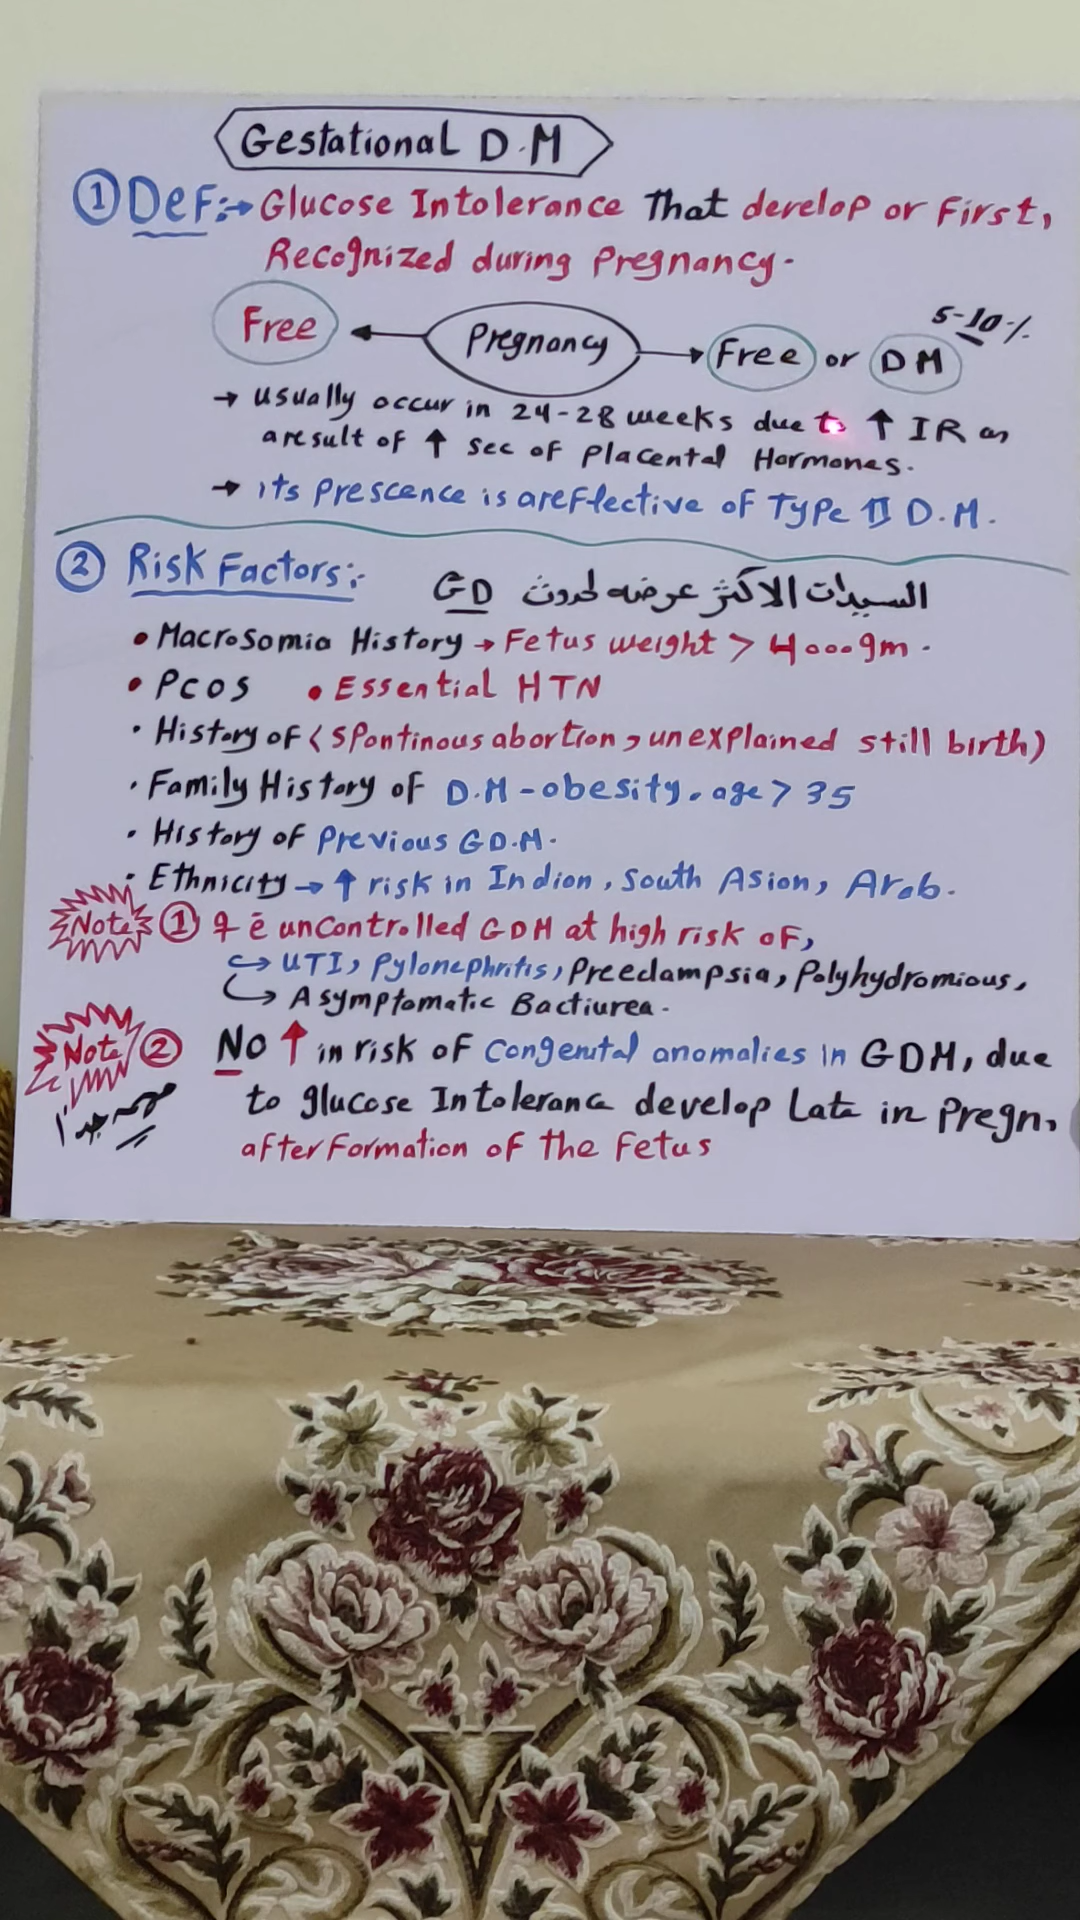 Gestational D.M
① Def:→ Glucose Intolerance That develop or First,
Recognized during Pregnancy.
Free ← Pregnancy → Free or DM 5-10%
→ usually occur in 24-28 weeks due to ↑ IR as
a result of ↑ sec of Placental Hormones.
→ its Prescence is a reflective of Type II D.M.
② Risk Factors:-
السيدات الاكثر عرضه لحدوث GD
• Macrosomia History → Fetus weight > 4000gm.
• PCOS • Essential HTN
• History of (spontinous abortion, unexplained still birth)
• Family History of D.M - obesity. age > 35
• History of Previous GD.M.
• Ethnicity → ↑ risk in Indian, South Asian, Arab.
Note ① ♀ c̄ uncontrolled GDM at high risk of,
↪ UTI, Pylonephritis, Preeclampsia, Polyhydromious,
↪ Asymptomatic Bactiurea.
Note ② No ↑ in risk of congenital anomalies in GDM, due
مهمه جدا
to glucose Intolerance develop Late in Pregn,
after Formation of the Fetus